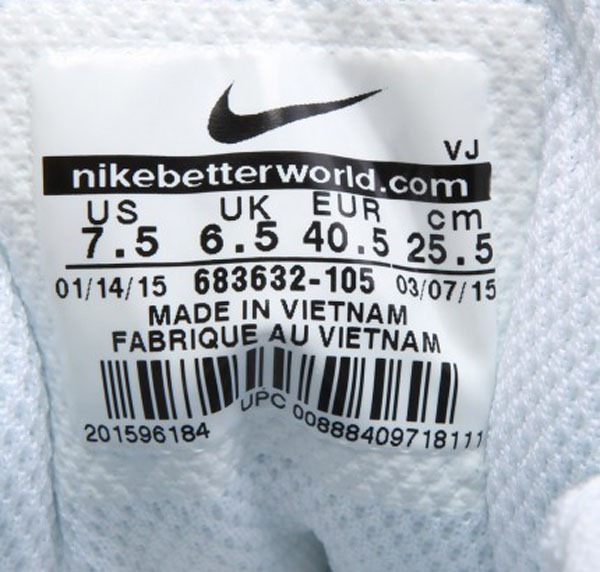 VJ
nikebetterworld.com
US UK EUR cm
7.5 6.5 40.5 25.5
01/14/15 683632-105 03/07/15
MADE IN VIETNAM
FABRIQUE AU VIETNAM
201596184 UPC 00888409718111